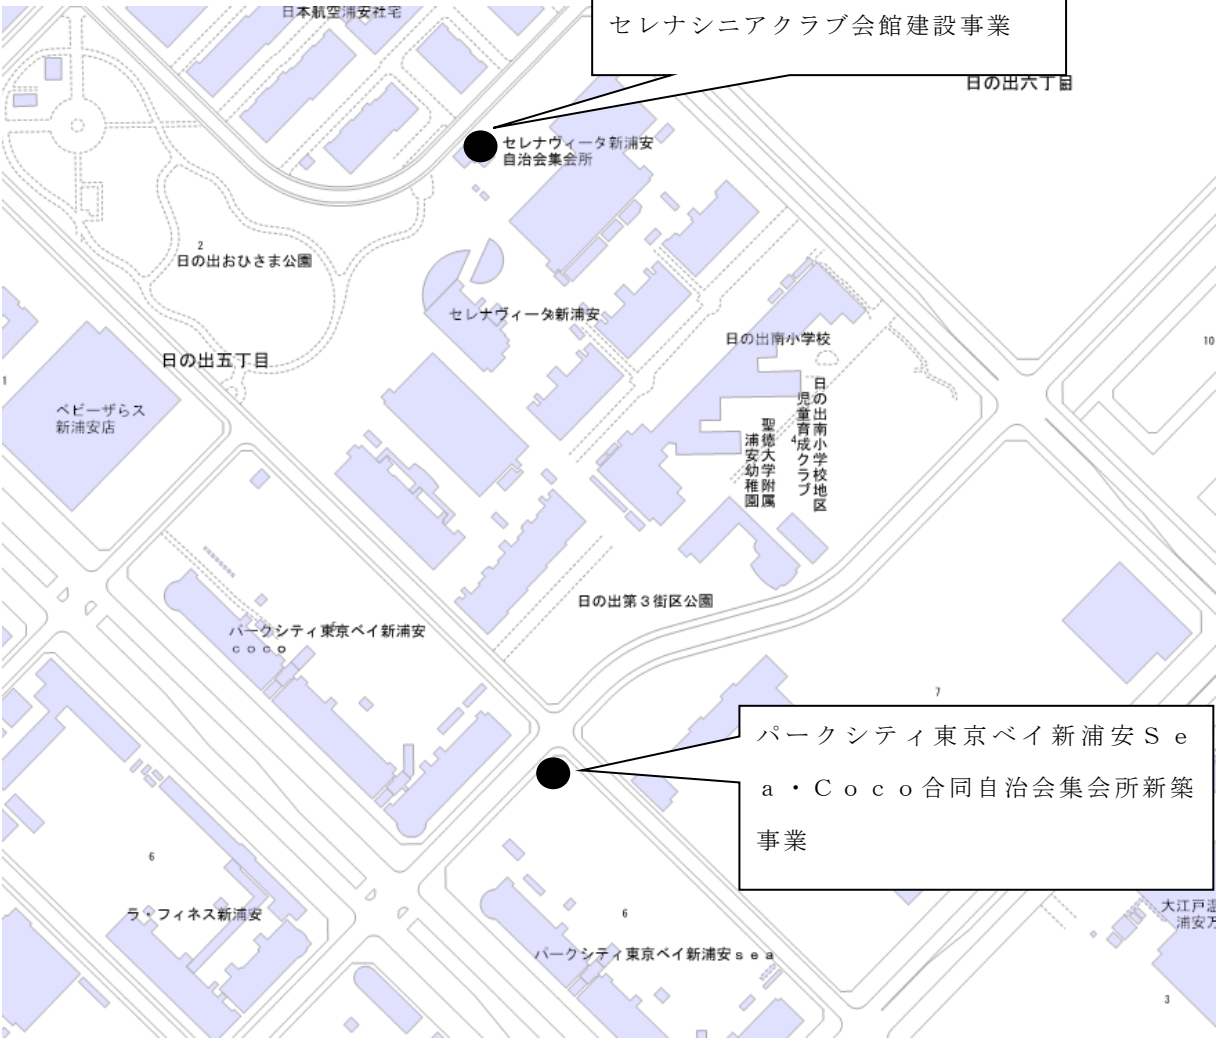 日本航空浦安社宅
セレナシニアクラブ会館建設事業
日の出六丁目
セレナヴィータ新浦安
自治会集会所
2
日の出おひさま公園
セレナヴィータ新浦安
日の出南小学校
10
日の出五丁目
1
ベビーザらス
新浦安店
日の出南小学校地区
児童育成クラブ
4
聖徳大学附属
浦安幼稚園
日の出第3街区公園
パークシティ東京ベイ新浦安
coco
7
パークシティ東京ベイ新浦安Se
a・Coco合同自治会集会所新築
事業
6
ラ・フィネス新浦安
6
パークシティ東京ベイ新浦安sea
大江戸温
浦安万
3